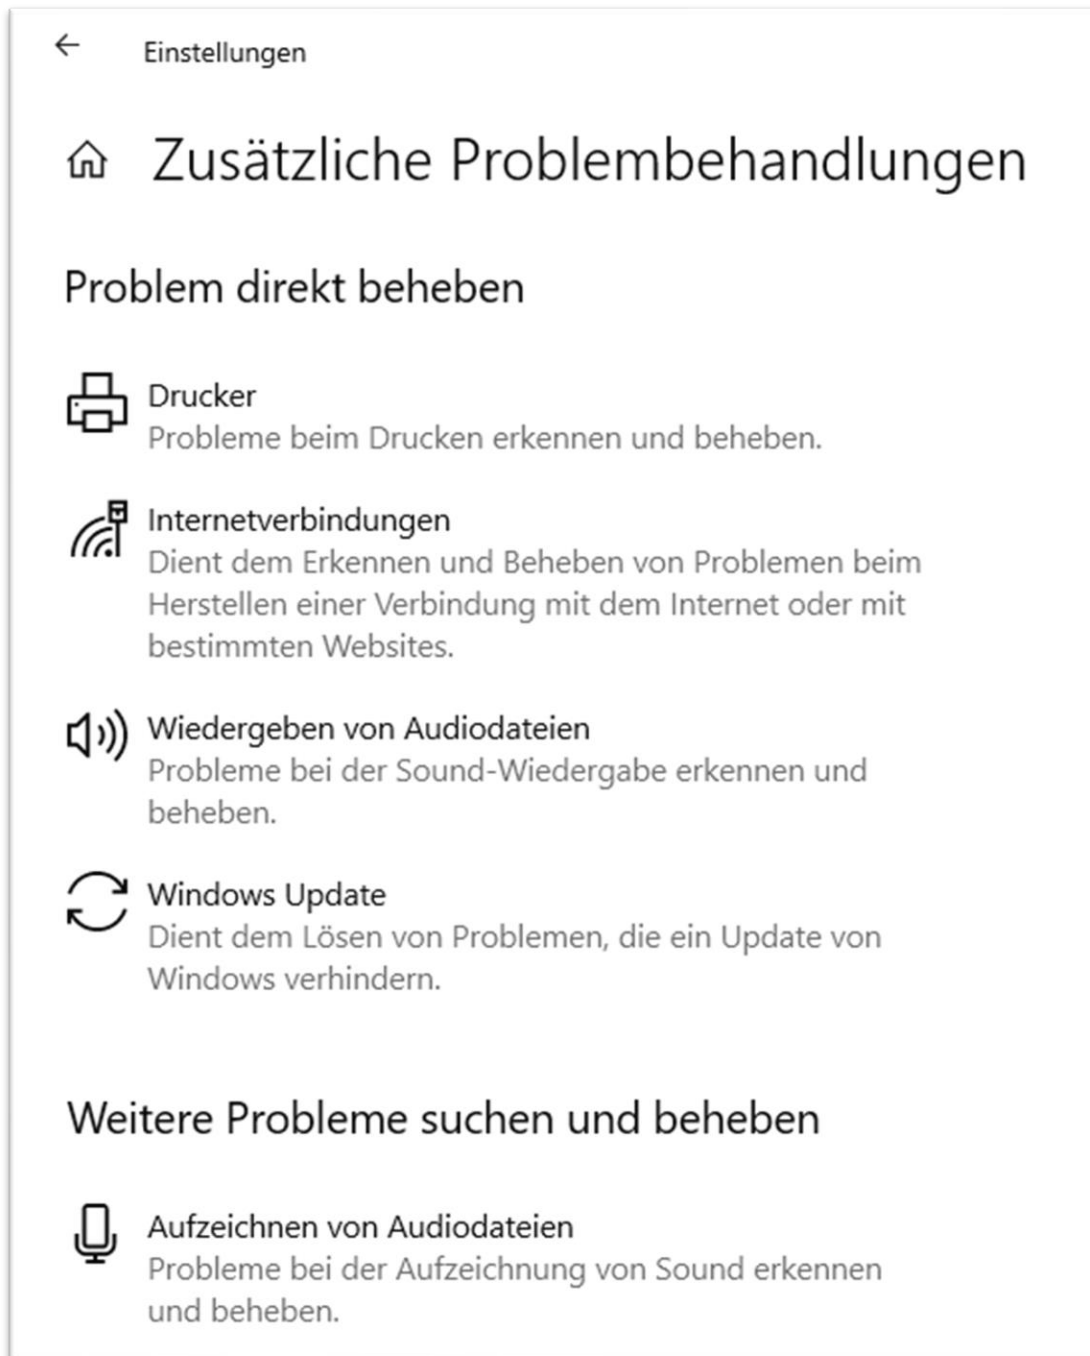 Einstellungen
Zusätzliche Problembehandlungen
Problem direkt beheben
Drucker
Probleme beim Drucken erkennen und beheben.
Internetverbindungen
Dient dem Erkennen und Beheben von Problemen beim
Herstellen einer Verbindung mit dem Internet oder mit
bestimmten Websites.
Wiedergeben von Audiodateien
Probleme bei der Sound-Wiedergabe erkennen und
beheben.
Windows Update
Dient dem Lösen von Problemen, die ein Update von
Windows verhindern.
Weitere Probleme suchen und beheben
Aufzeichnen von Audiodateien
Probleme bei der Aufzeichnung von Sound erkennen
und beheben.